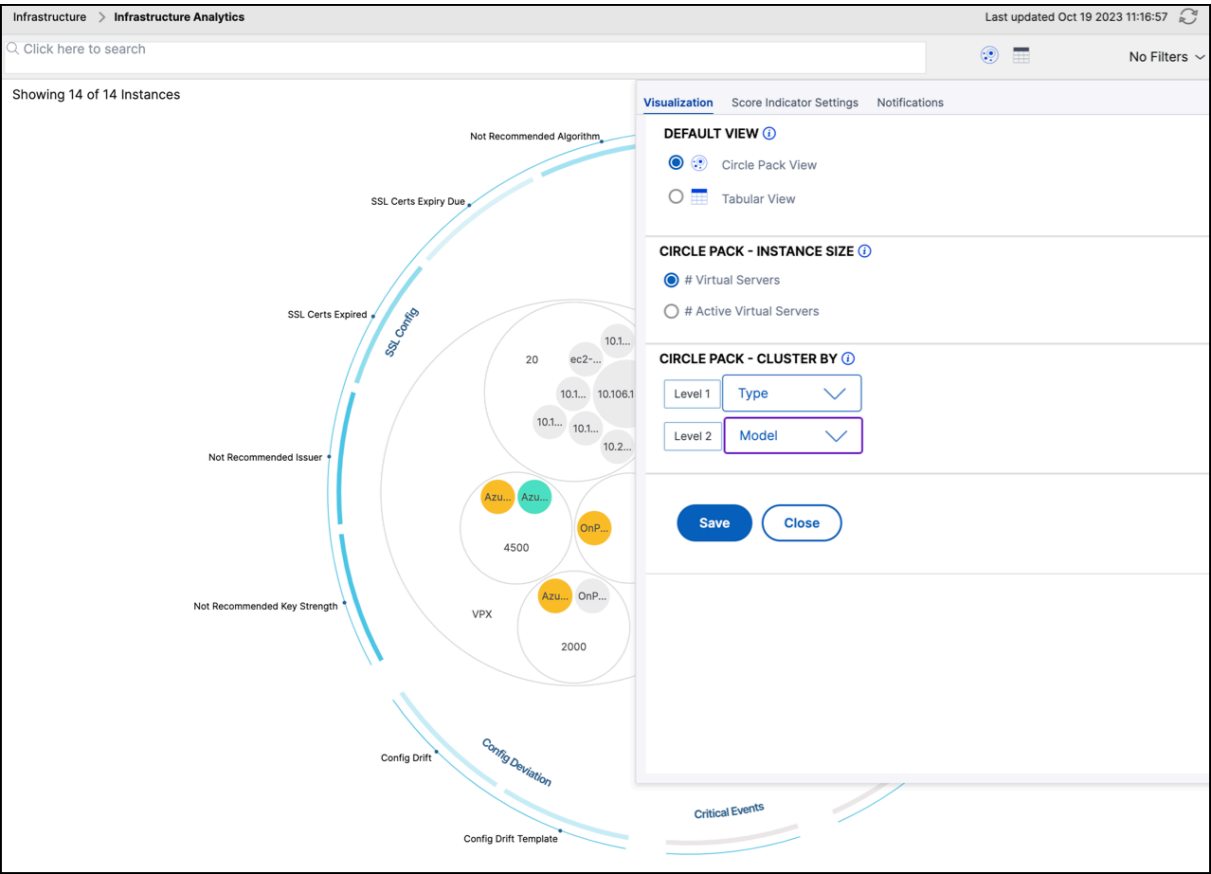 Infrastructure > Infrastructure Analytics
Last updated Oct 19 2023 11:16:57
Click here to search
No Filters
Showing 14 of 14 Instances
Not Recommended Algorithm
SSL Certs Expiry Due
SSL Certs Expired
SSL Config
Not Recommended Issuer
Not Recommended Key Strength
Config Drift
Config Deviation
Config Drift Template
Critical Events
20
ec2-...
10.1...
10.1...
10.106.1
10.1...
10.1...
10.2...
Azu...
Azu...
4500
OnP...
Azu...
OnP...
VPX
2000
Visualization
Score Indicator Settings
Notifications
DEFAULT VIEW
Circle Pack View
Tabular View
CIRCLE PACK - INSTANCE SIZE
# Virtual Servers
# Active Virtual Servers
CIRCLE PACK - CLUSTER BY
Level 1
Type
Level 2
Model
Save
Close